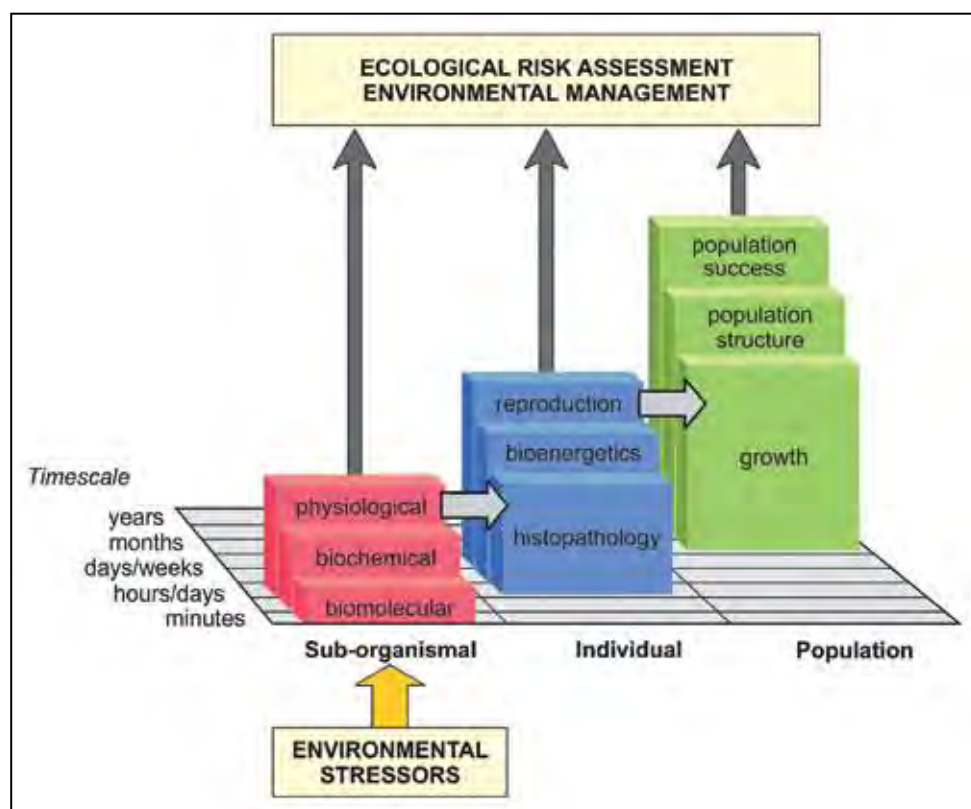 ECOLOGICAL RISK ASSESSMENT
ENVIRONMENTAL MANAGEMENT
population
success
population
structure
growth
reproduction
bioenergetics
histopathology
physiological
biochemical
biomolecular
Timescale
years
months
days/weeks
hours/days
minutes
Sub-organismal
Individual
Population
ENVIRONMENTAL
STRESSORS